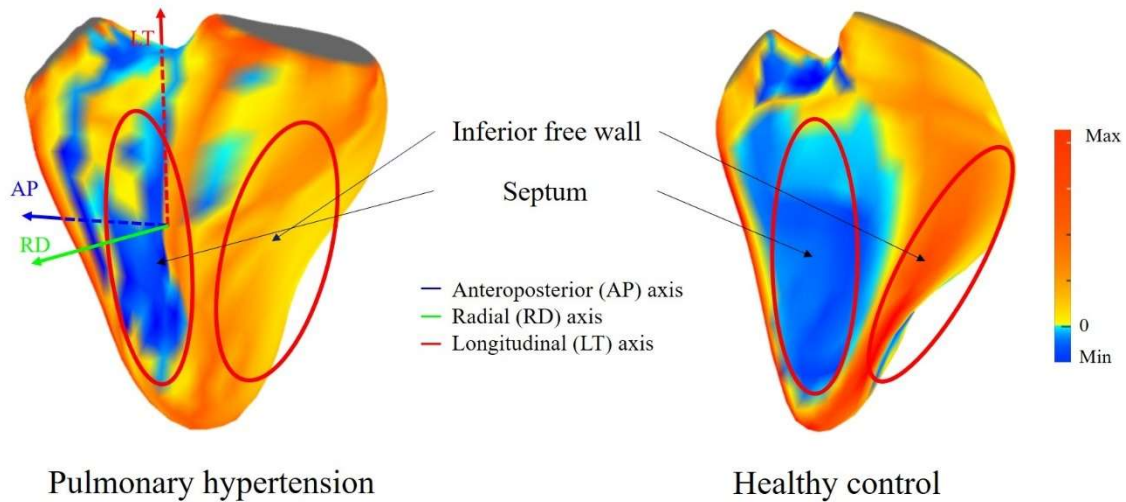 LT
Inferior free wall
Septum
AP
RD
Anteroposterior (AP) axis
Radial (RD) axis
Longitudinal (LT) axis
Max
0
Min
Pulmonary hypertension
Healthy control